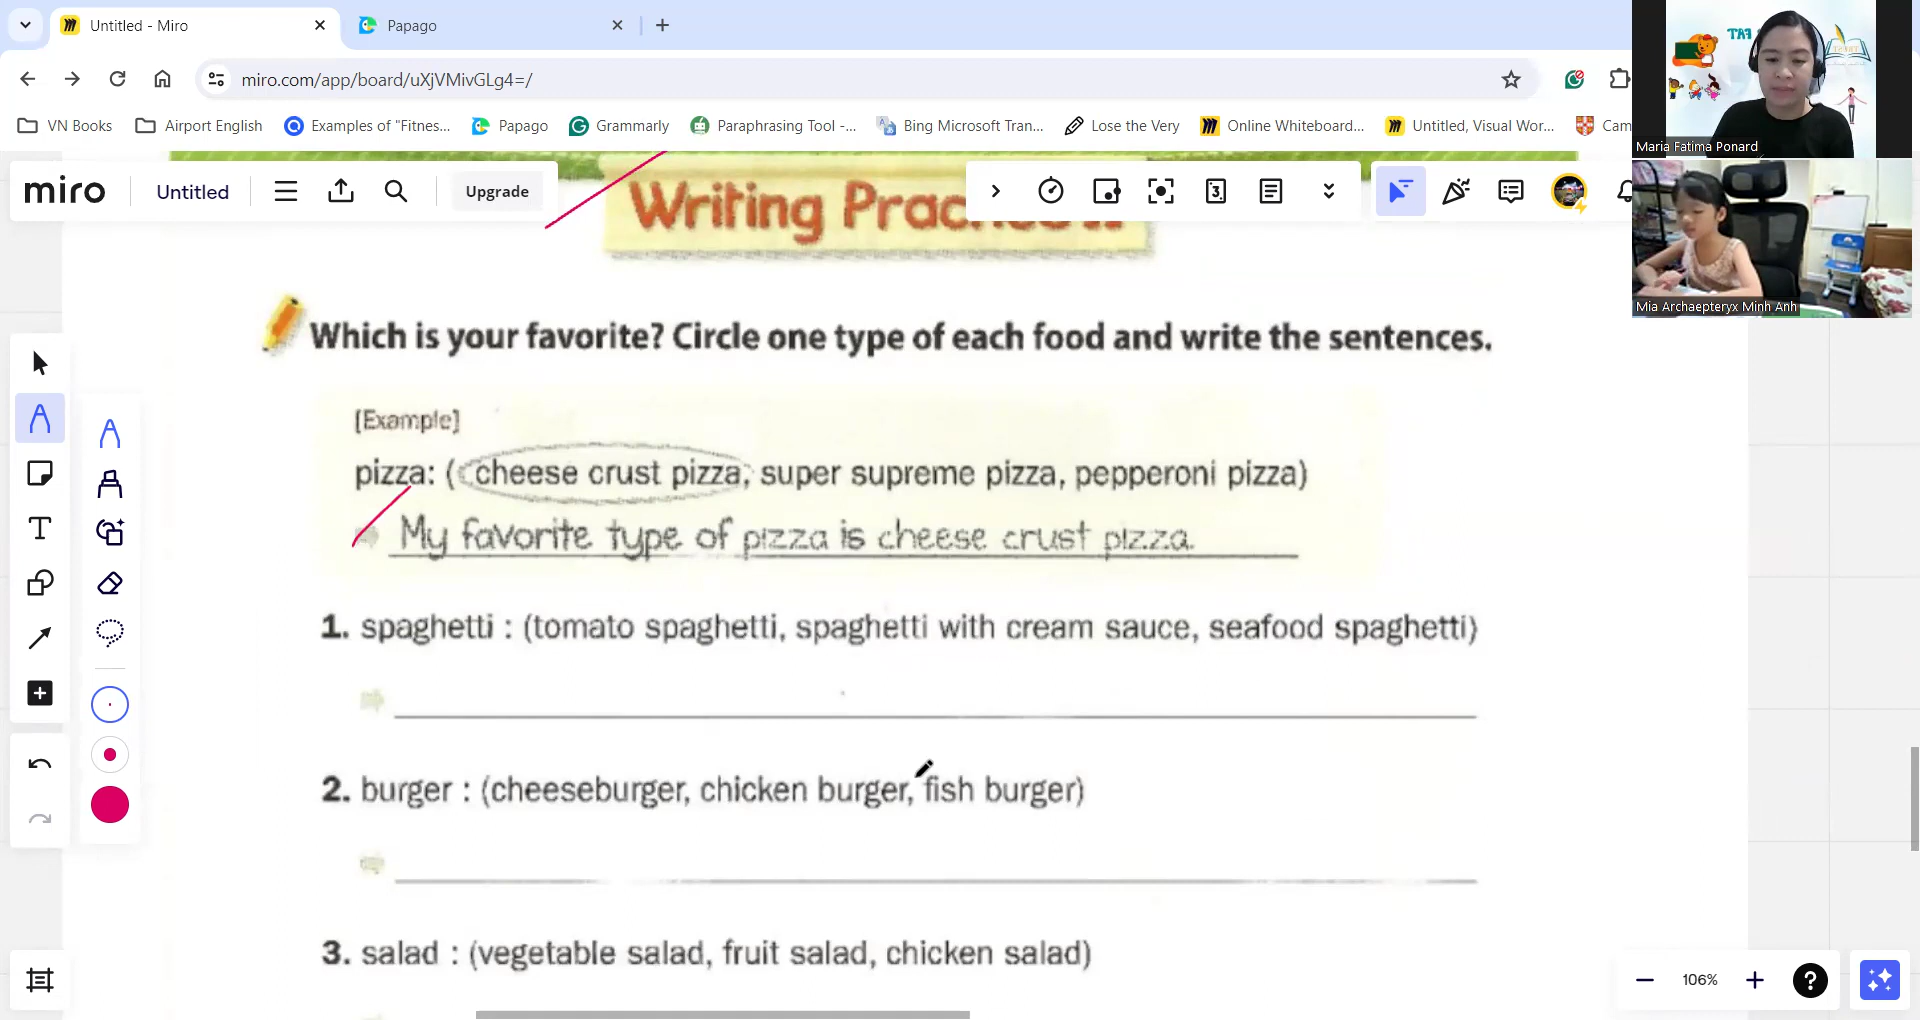 Untitled - Miro
Papago
miro.com/app/board/uXjVMivGLg4=/
VN Books
Airport English
Examples of "Fitnes...
Papago
Grammarly
Paraphrasing Tool -...
Bing Microsoft Tran...
Lose the Very
Online Whiteboard...
Untitled, Visual Wor...
Cam
Maria Fatima Ponard
Mia Archaepteryx Minh Anh
miro
Untitled
Upgrade
3
Writing
Which is your favorite? Circle one type of each food and write the sentences.
[Example]
pizza: (cheese crust pizza, super supreme pizza, pepperoni pizza)
My favorite type of pizza is cheese crust pizza.
1. spaghetti : (tomato spaghetti, spaghetti with cream sauce, seafood spaghetti)
2. burger : (cheeseburger, chicken burger, fish burger)
3. salad : (vegetable salad, fruit salad, chicken salad)
T
106%
?